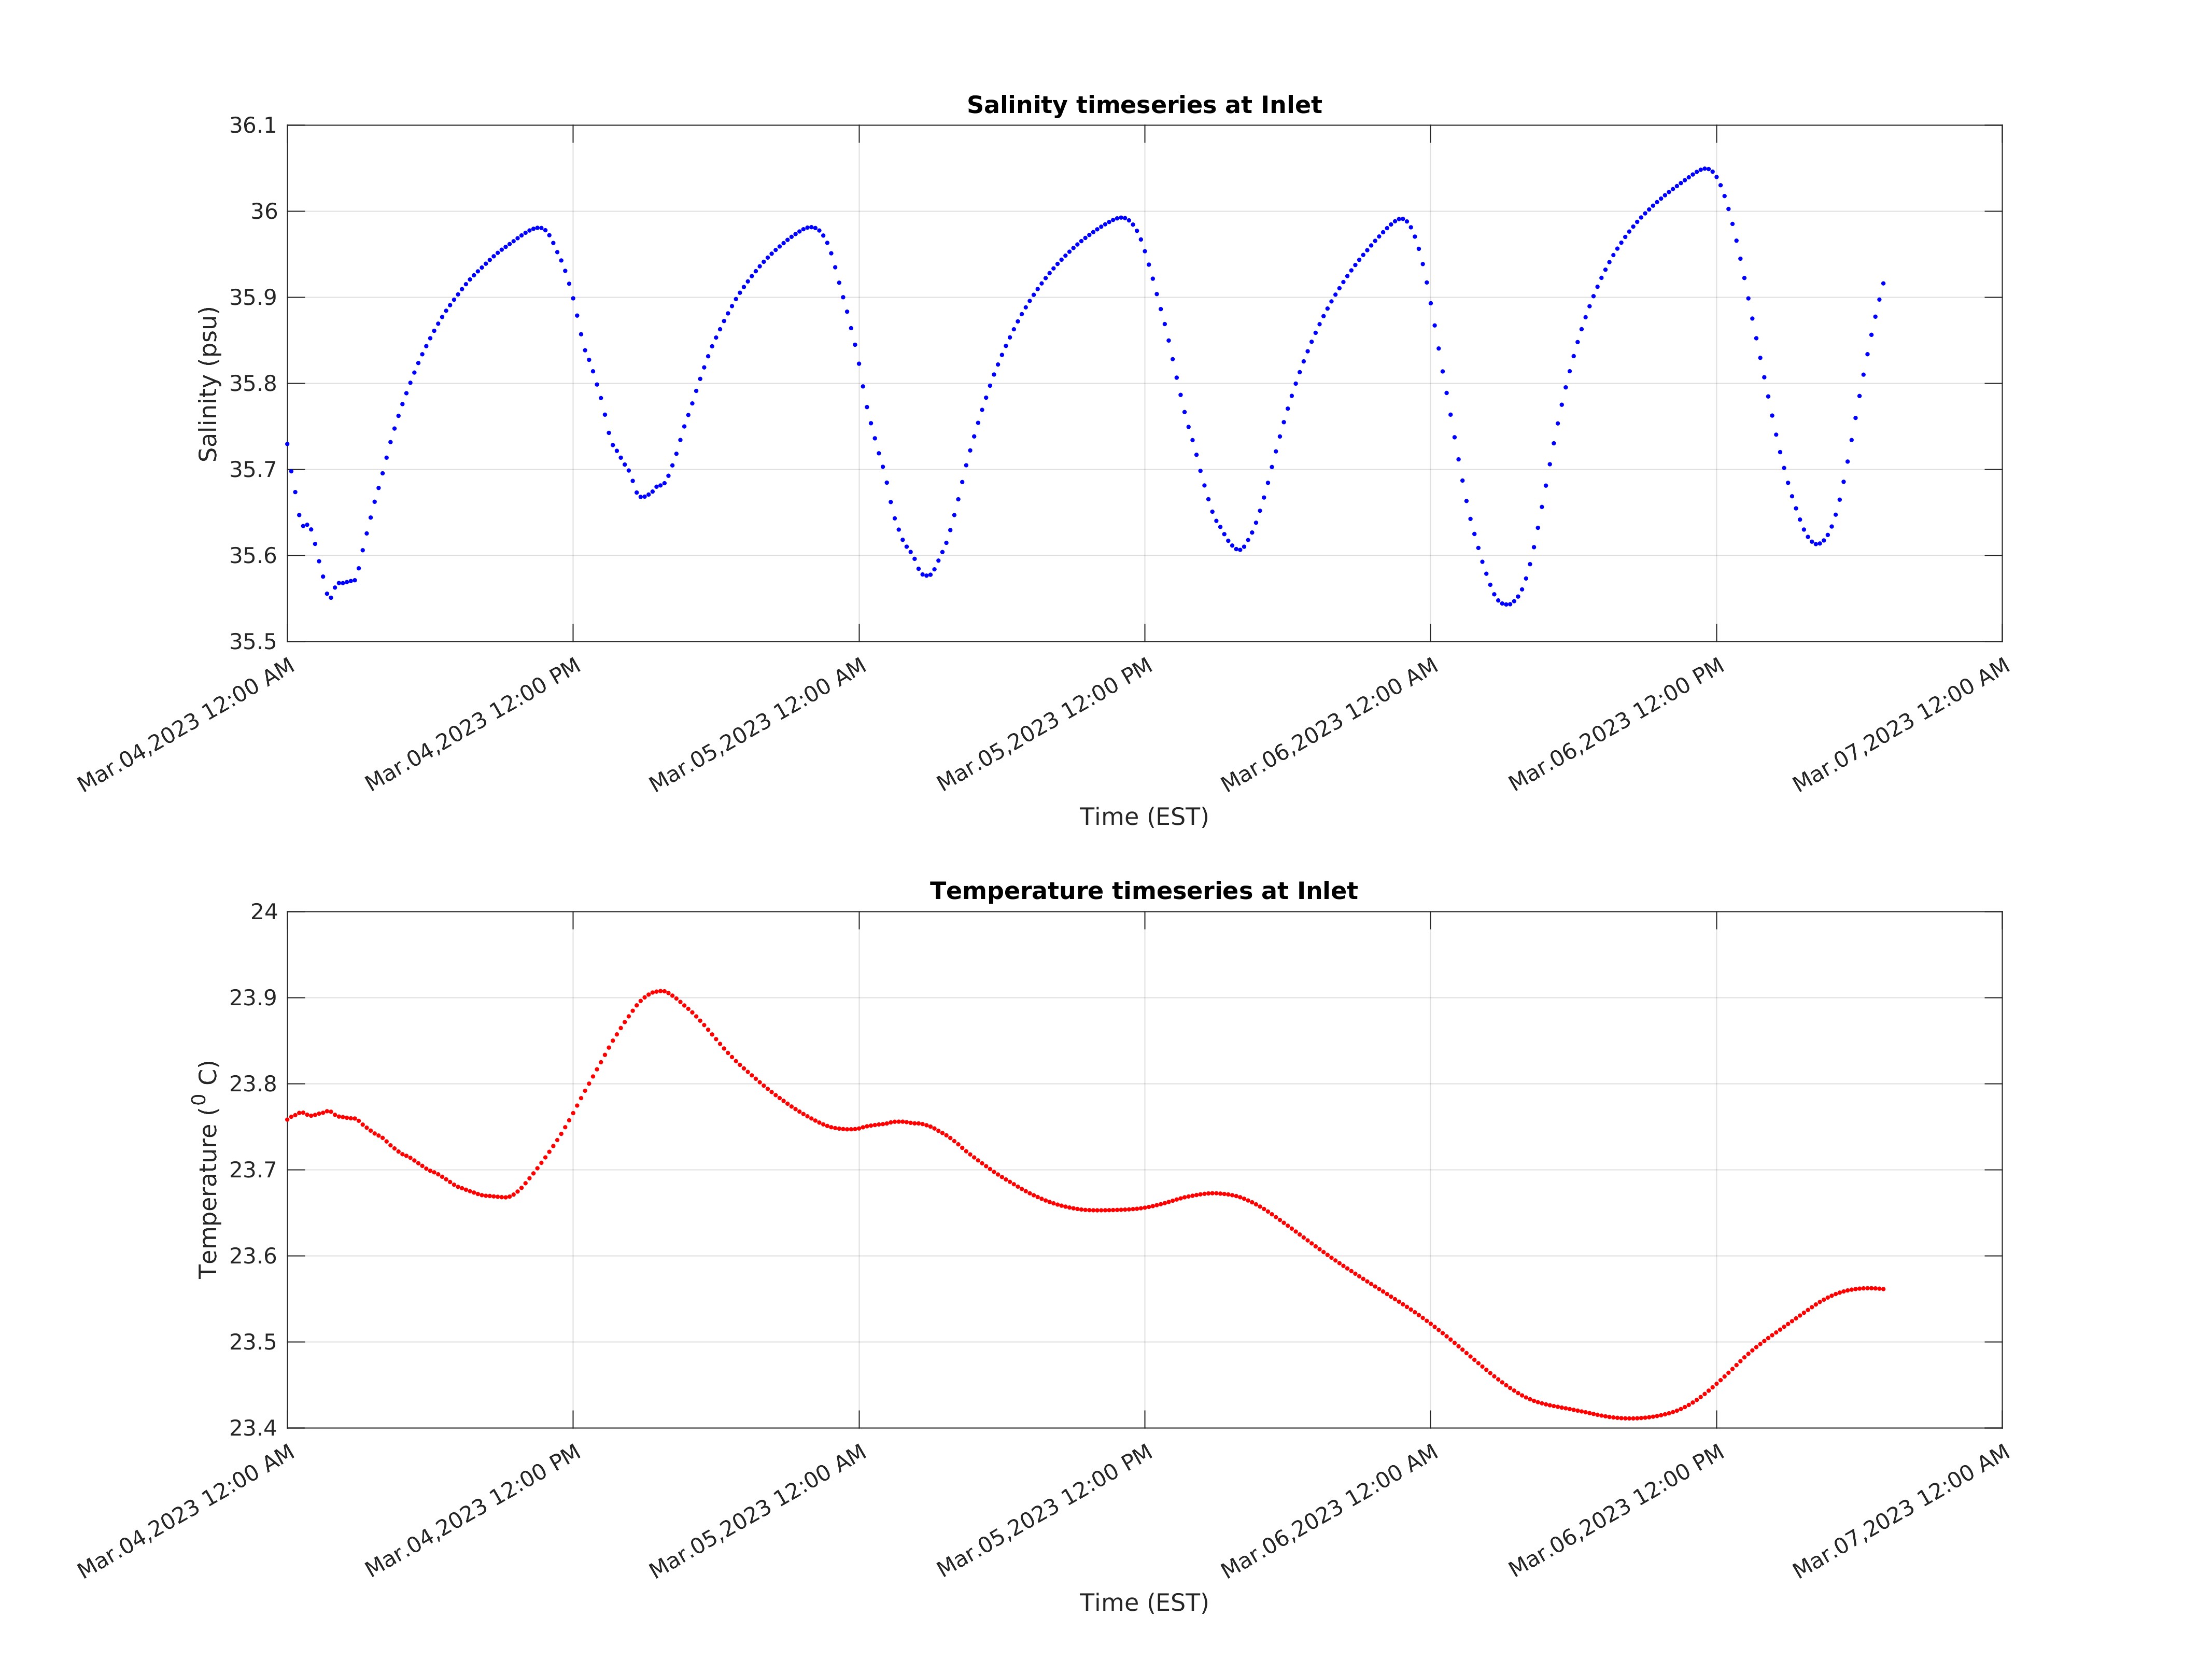 Salinity timeseries at Inlet
Salinity (psu)
36.1
36
35.9
35.8
35.7
35.6
35.5
Mar.04,2023 12:00 AM
Mar.04,2023 12:00 PM
Mar.05,2023 12:00 AM
Mar.05,2023 12:00 PM
Mar.06,2023 12:00 AM
Mar.06,2023 12:00 PM
Mar.07,2023 12:00 AM
Time (EST)
Temperature timeseries at Inlet
Temperature (⁰ C)
24
23.9
23.8
23.7
23.6
23.5
23.4
Mar.04,2023 12:00 AM
Mar.04,2023 12:00 PM
Mar.05,2023 12:00 AM
Mar.05,2023 12:00 PM
Mar.06,2023 12:00 AM
Mar.06,2023 12:00 PM
Mar.07,2023 12:00 AM
Time (EST)